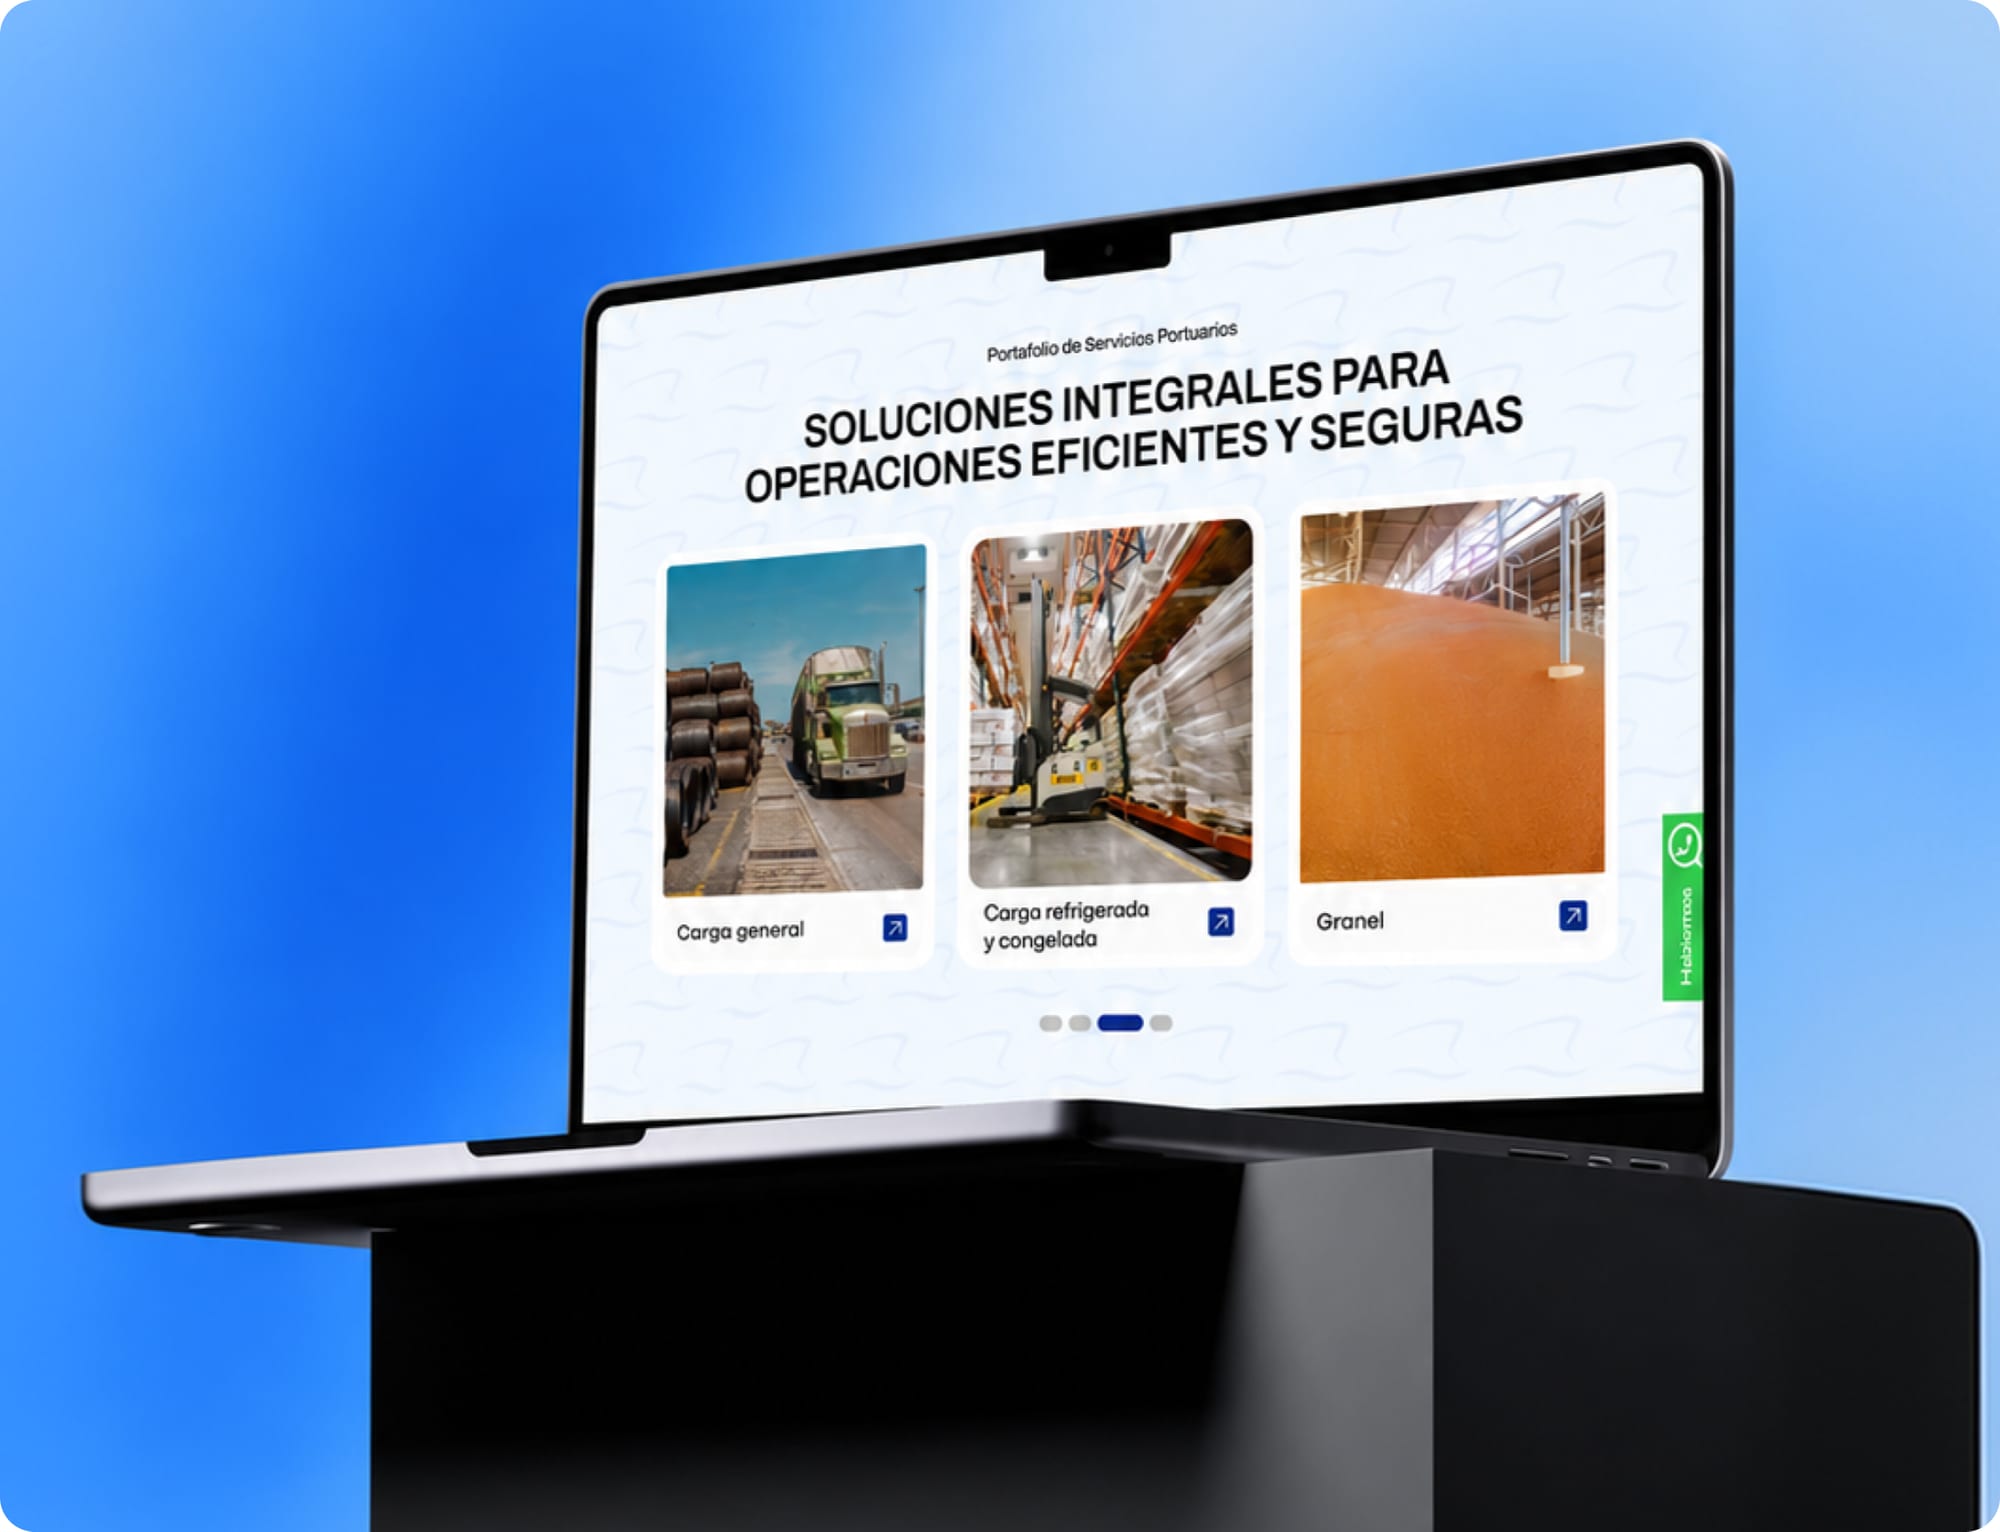 Portafolio de Servicios Portuarios
SOLUCIONES INTEGRALES PARA
OPERACIONES EFICIENTES Y SEGURAS
Carga general
Carga refrigerada
y congelada
Granel
Hablemos